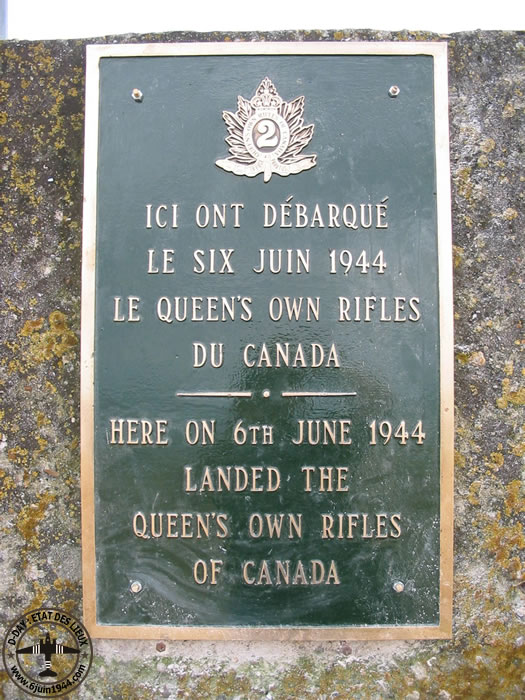 2
ICI ONT DÉBARQUÉ
LE SIX JUIN 1944
LE QUEEN'S OWN RIFLES
DU CANADA
HERE ON 6TH JUNE 1944
LANDED THE
QUEEN'S OWN RIFLES
OF CANADA
D-DAY : ETAT DES LIEUX
www.6juin1944.com